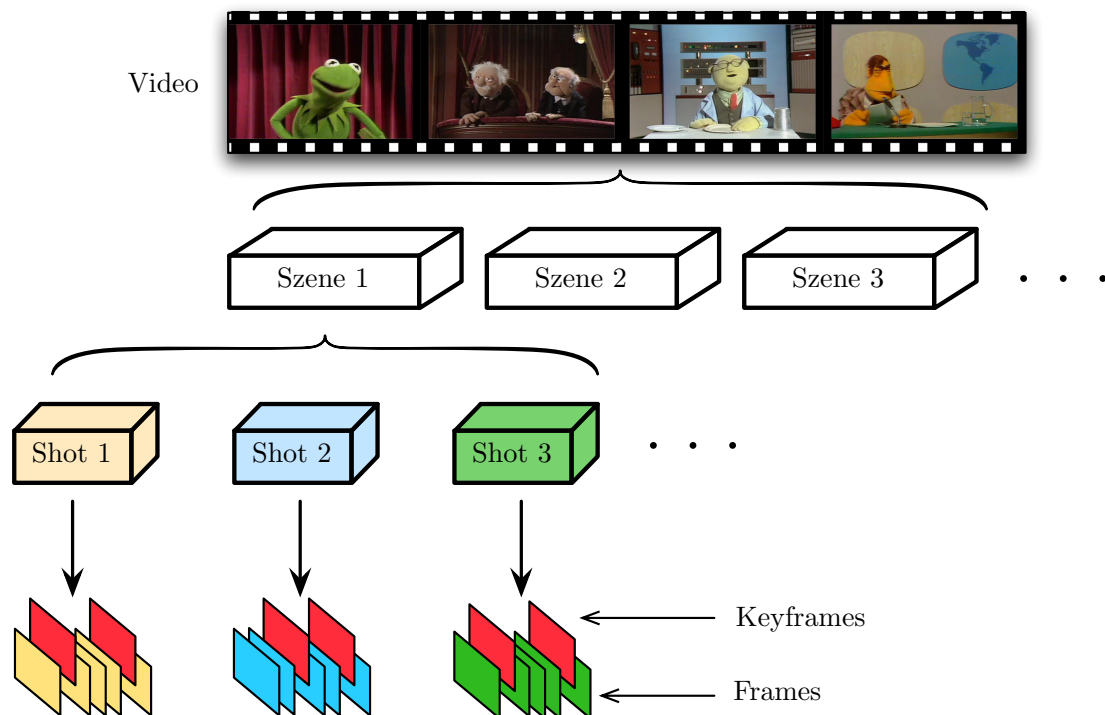 Video
Szene 1
Szene 2
Szene 3
Shot 1
Shot 2
Shot 3
Keyframes
Frames